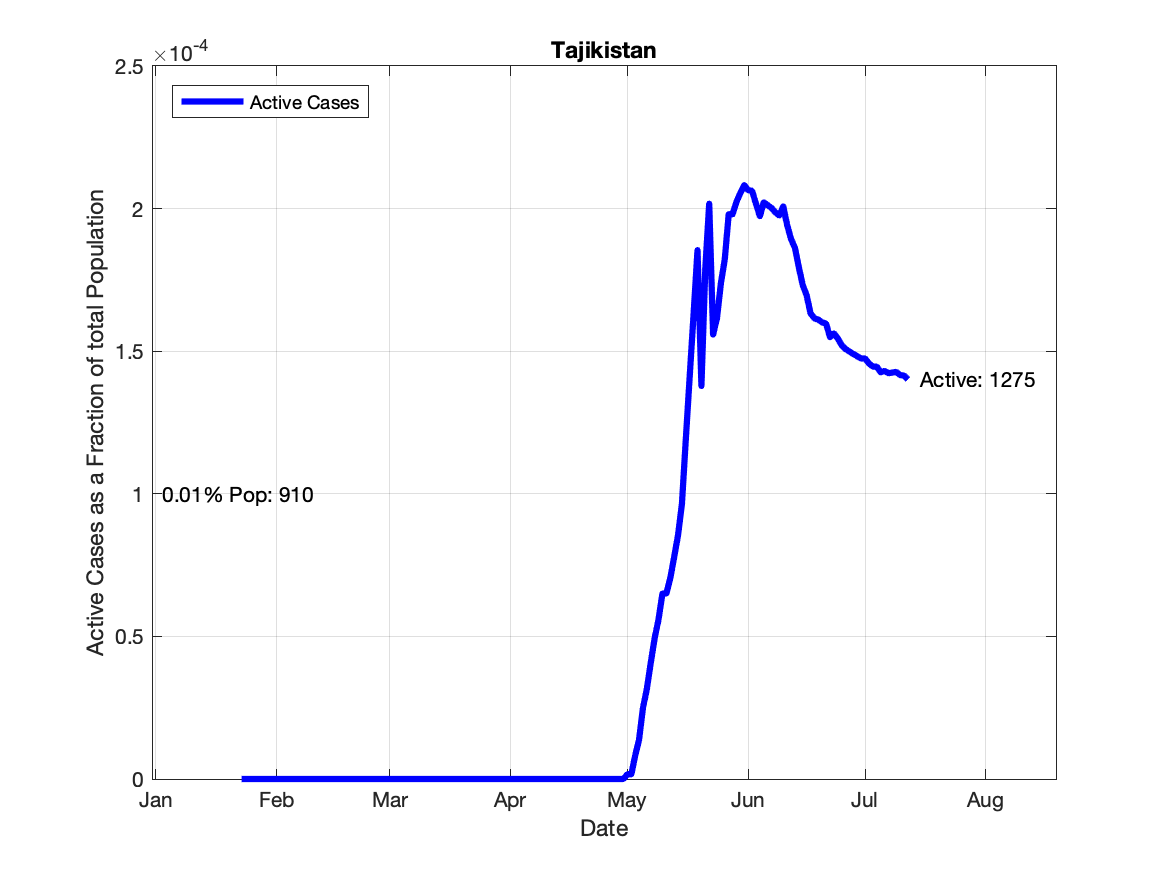 Tajikistan
×10-4
Active Cases
2.5
2
1.5
1
0.5
0
0.01% Pop: 910
Active: 1275
Active Cases as a Fraction of total Population
Jan Feb Mar Apr May Jun Jul Aug
Date